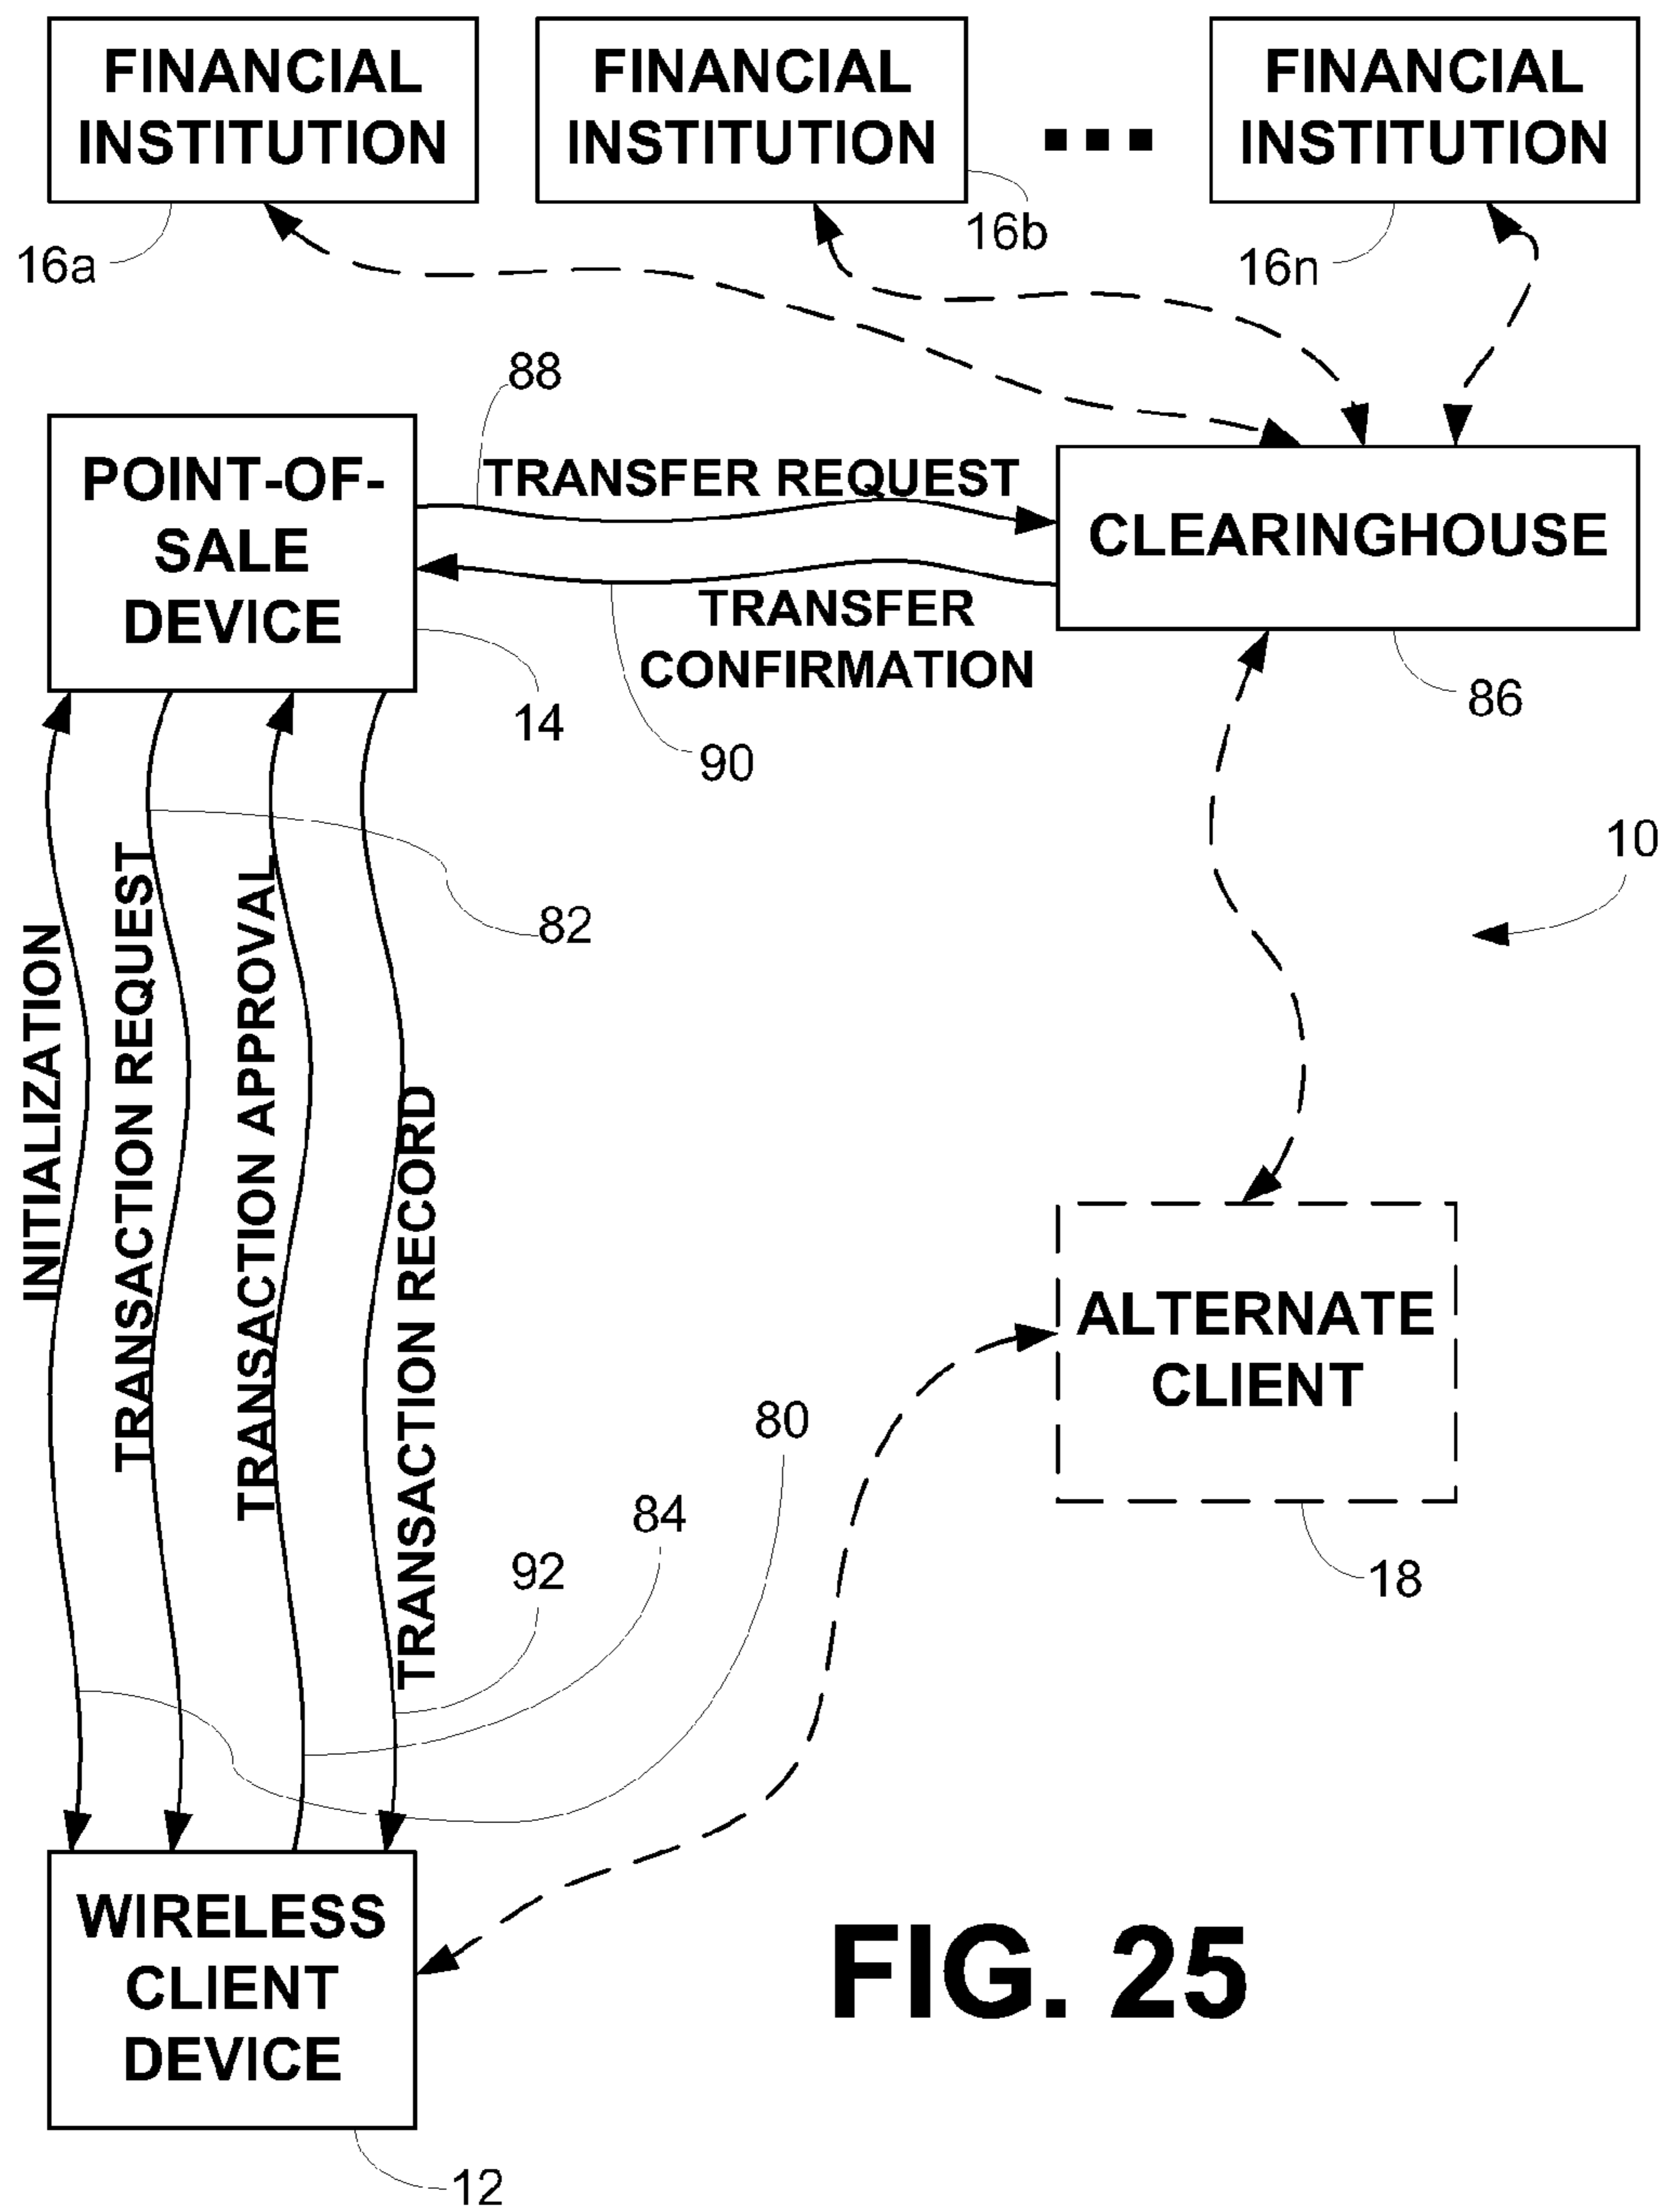 FINANCIAL
INSTITUTION
FINANCIAL
INSTITUTION
...
FINANCIAL
INSTITUTION
16a
16b
16n
88
POINT-OF-
SALE
DEVICE
TRANSFER REQUEST
CLEARINGHOUSE
TRANSFER
CONFIRMATION
14
90
86
10
82
INITIALIZATION
TRANSACTION REQUEST
TRANSACTION APPROVAL
TRANSACTION RECORD
ALTERNATE
CLIENT
80
84
92
18
WIRELESS
CLIENT
DEVICE
12
FIG. 25